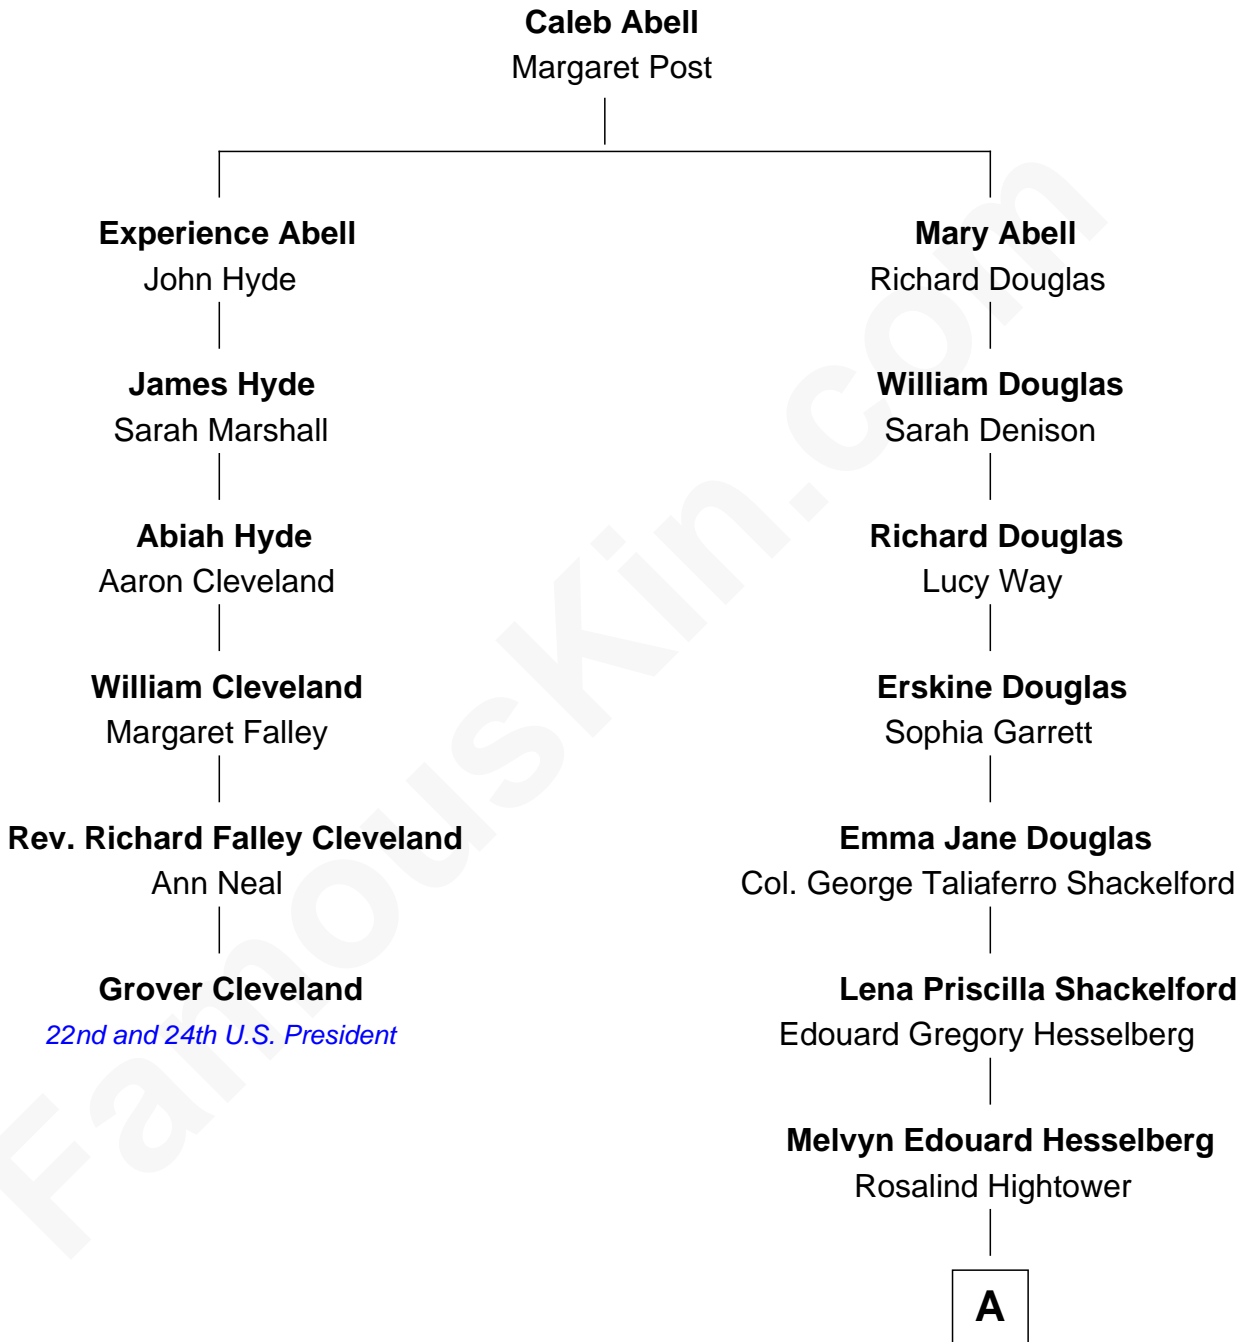 Caleb Abell
Margaret Post
Experience Abell
John Hyde
Mary Abell
Richard Douglas
James Hyde
Sarah Marshall
William Douglas
Sarah Denison
Abiah Hyde
Aaron Cleveland
Richard Douglas
Lucy Way
William Cleveland
Margaret Falley
Erskine Douglas
Sophia Garrett
Rev. Richard Falley Cleveland
Ann Neal
Emma Jane Douglas
Col. George Taliaferro Shackelford
Grover Cleveland
22nd and 24th U.S. President
Lena Priscilla Shackelford
Edouard Gregory Hesselberg
Melvyn Edouard Hesselberg
Rosalind Hightower
A
FamousKin.com